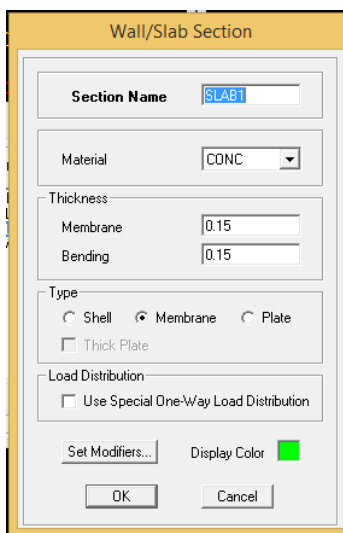 Wall/Slab Section
Section Name SLAB1
Material CONC
Thickness
Membrane 0.15
Bending 0.15
Type
Shell Membrane Plate
Thick Plate
Load Distribution
Use Special One-Way Load Distribution
Set Modifiers... Display Color
OK Cancel